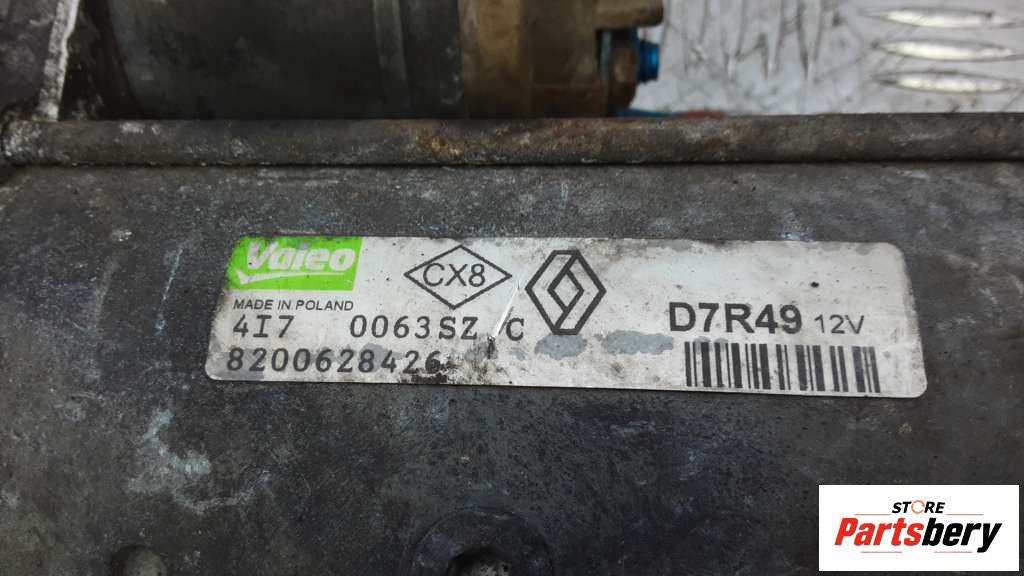 Valeo
CX8
MADE IN POLAND
4I7 0063SZ C
D7R49 12V
8200628426
STORE
Partsbery